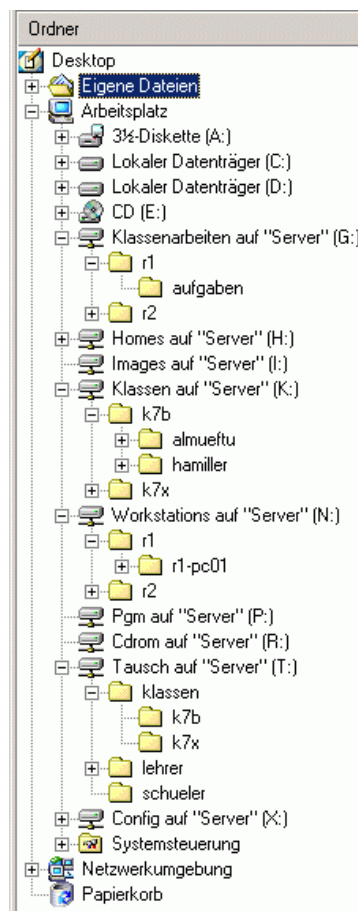 Ordner
Desktop
Eigene Dateien
Arbeitsplatz
3½-Diskette (A:)
Lokaler Datenträger (C:)
Lokaler Datenträger (D:)
CD (E:)
Klassenarbeiten auf "Server" (G:)
r1
aufgaben
r2
Homes auf "Server" (H:)
Images auf "Server" (I:)
Klassen auf "Server" (K:)
k7b
almueftu
hamiller
k7x
Workstations auf "Server" (N:)
r1
r1-pc01
r2
Pgm auf "Server" (P:)
Cdrom auf "Server" (R:)
Tausch auf "Server" (T:)
klassen
k7b
k7x
lehrer
schueler
Config auf "Server" (X:)
Systemsteuerung
Netzwerkumgebung
Papierkorb